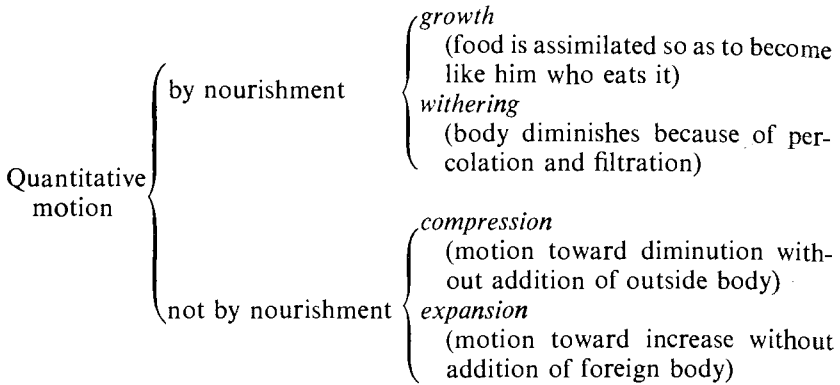 growth
(food is assimilated so as to become
like him who eats it)
by nourishment
withering
(body diminishes because of per-
colation and filtration)
Quantitative
motion
compression
(motion toward diminution with-
out addition of outside body)
not by nourishment
expansion
(motion toward increase without
addition of foreign body)